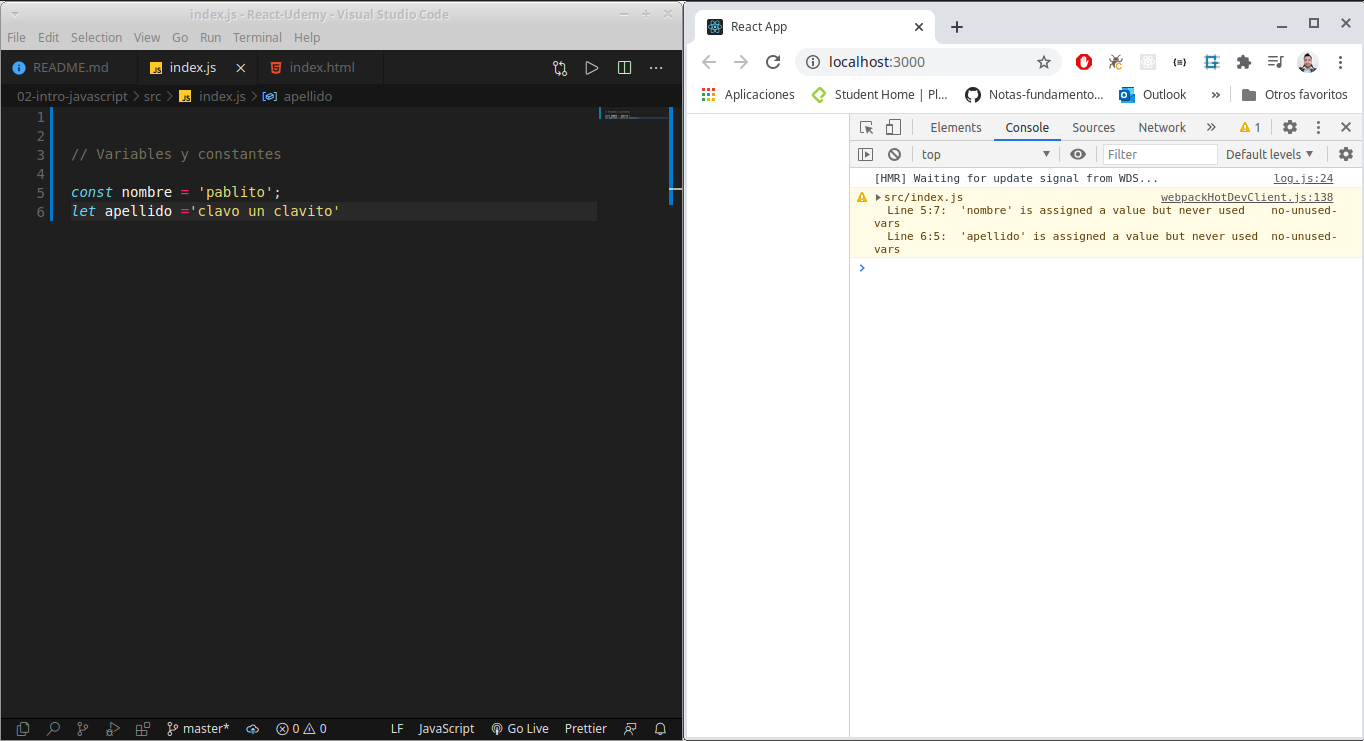 index.js - React-Udemy - Visual Studio Code
File Edit Selection View Go Run Terminal Help
README.md index.js index.html
02-intro-javascript > src > index.js > apellido
1
2
3 // Variables y constantes
4
5 const nombre = 'pablito';
6 let apellido ='clavo un clavito'
master* 0 0 LF JavaScript Go Live Prettier
React App
localhost:3000
Aplicaciones Student Home | Pl... Notas-fundamento... Outlook » Otros favoritos
Elements Console Sources Network » 1
top Filter Default levels
[HMR] Waiting for update signal from WDS... log.js:24
src/index.js webpackHotDevClient.js:138
Line 5:7: 'nombre' is assigned a value but never used no-unused-
vars
Line 6:5: 'apellido' is assigned a value but never used no-unused-
vars